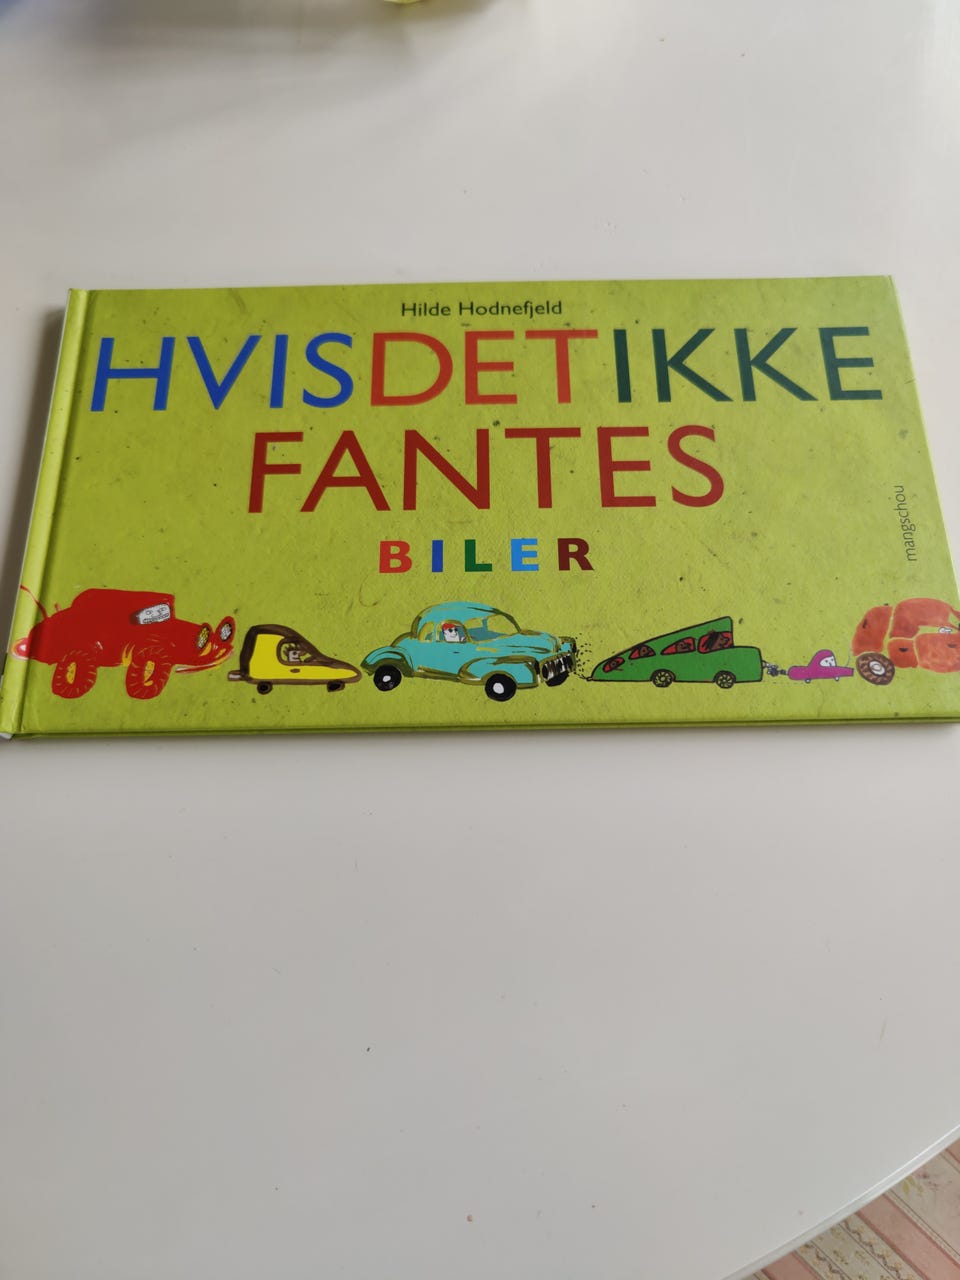 Hilde Hodnefjeld
HVISDETIKKE
FANTES
BILER
mangschou